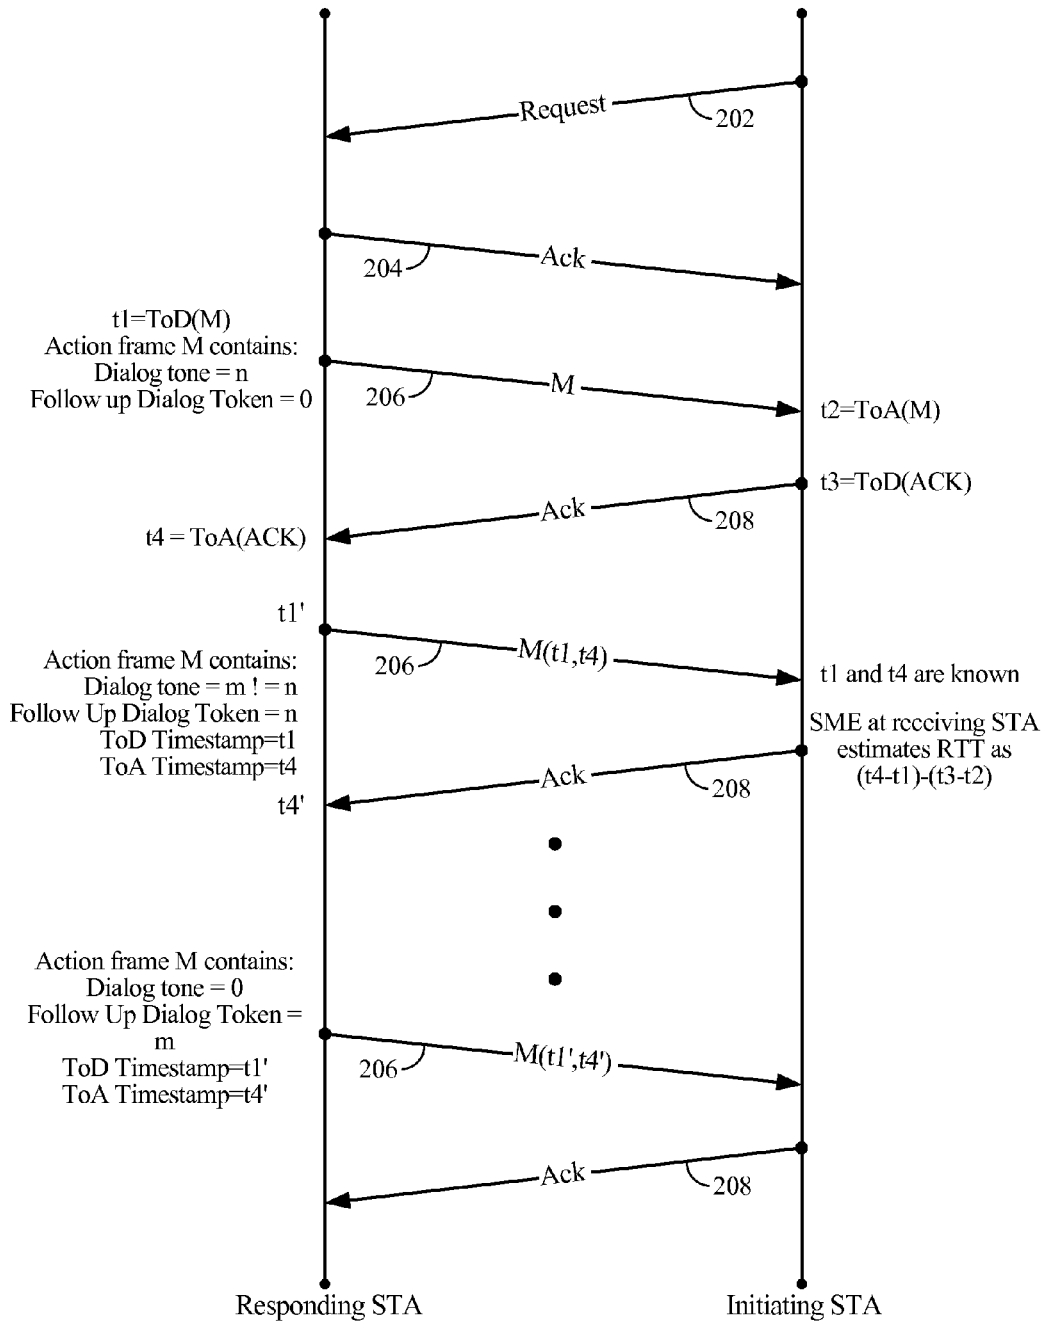 Request
202
Ack
204
t1=ToD(M)
Action frame M contains:
Dialog tone = n
Follow up Dialog Token = 0
M
206
t2=ToA(M)
t3=ToD(ACK)
Ack
208
t4 = ToA(ACK)
t1'
M(t1,t4)
206
Action frame M contains:
Dialog tone = m ! = n
Follow Up Dialog Token = n
ToD Timestamp=t1
ToA Timestamp=t4
t1 and t4 are known
SME at receiving STA
estimates RTT as
(t4-t1)-(t3-t2)
Ack
208
t4'
Action frame M contains:
Dialog tone = 0
Follow Up Dialog Token =
m
ToD Timestamp=t1'
ToA Timestamp=t4'
M(t1',t4')
206
Ack
208
Responding STA
Initiating STA